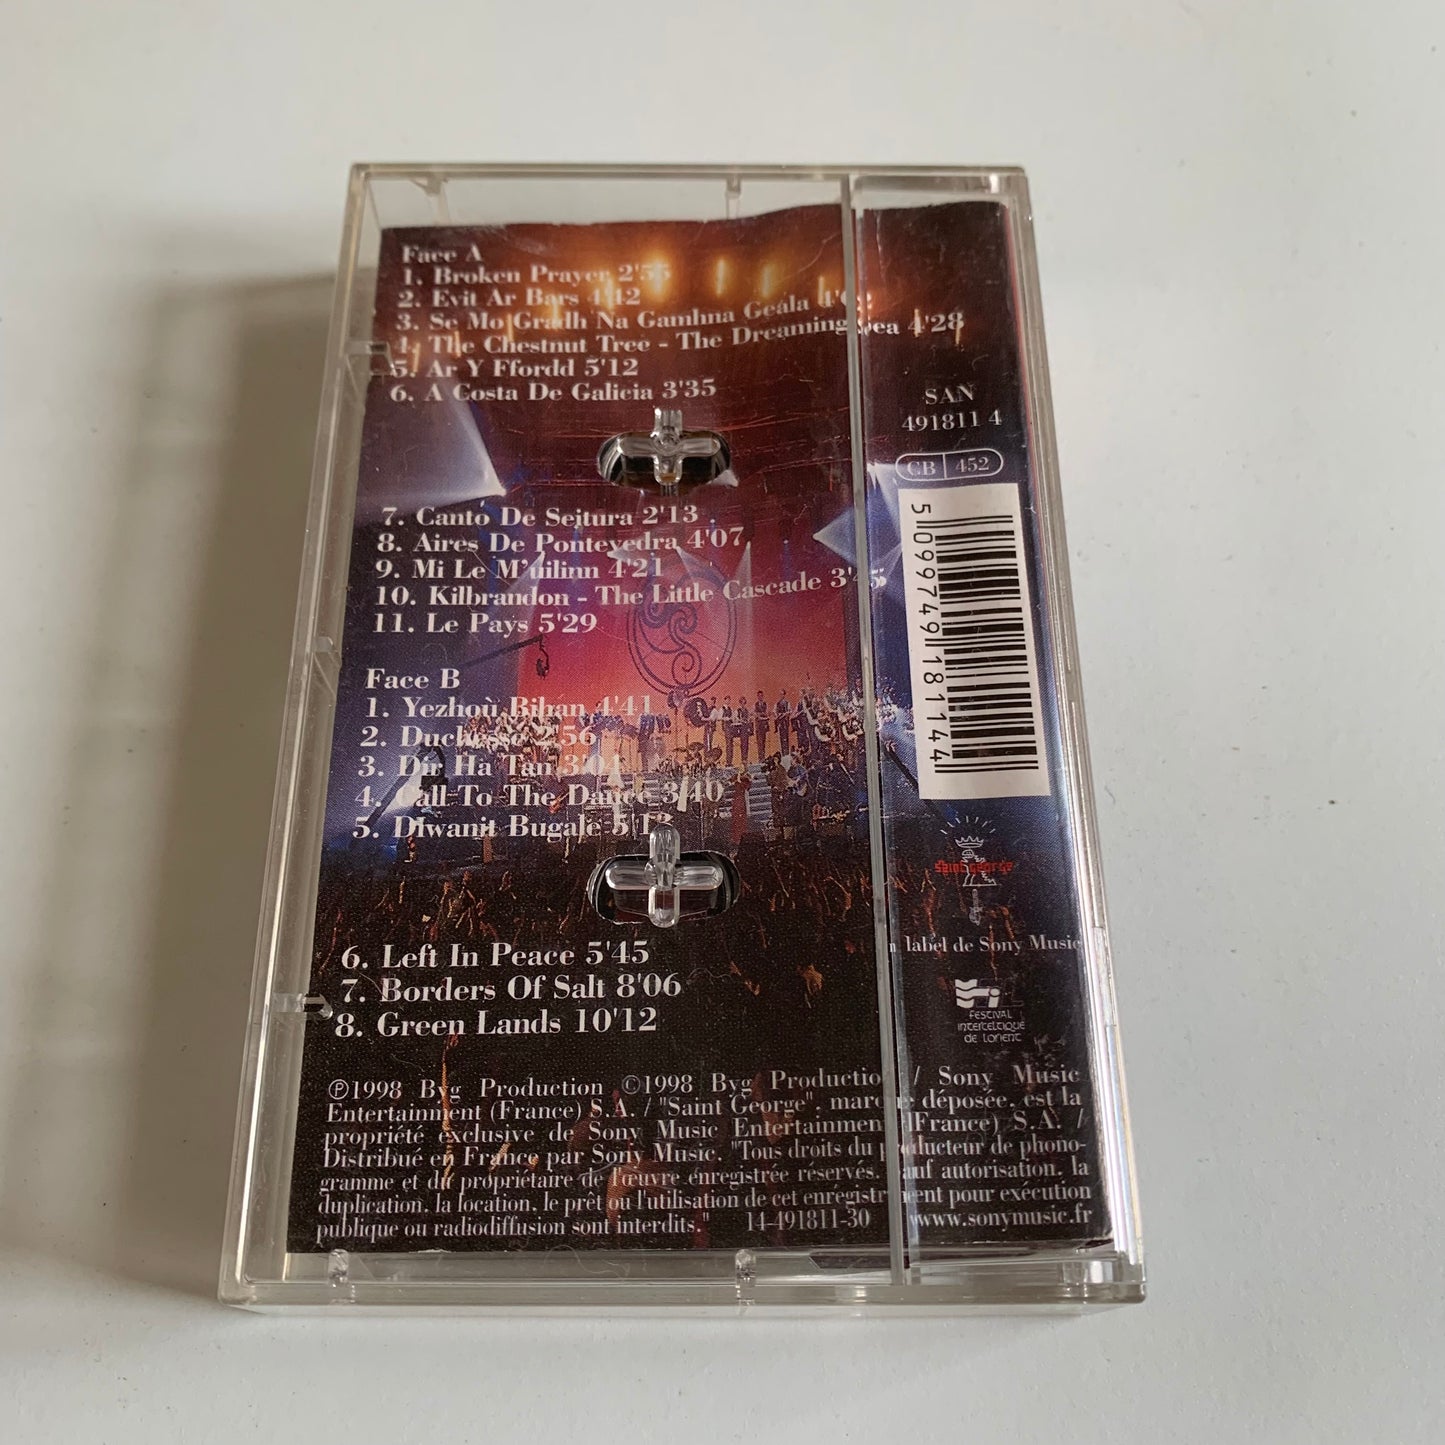 Face A
1. Broken Prayer 2'55
2. Evit Ar Bars 4'42
3. Se Mo Gradh Na Gamhna Geála
4. The Chestnut Tree - The Dreaming Sea 4'28
5. Ar Y Ffordd 5'12
6. A Costa De Galicia 3'35
7. Canto De Seitura 2'13
8. Aires De Pontevedra 4'07
9. Mi Le M'uilinn 4'21
10. Kilbrandon - The Little Cascade 3'45
11. Le Pays 5'29
Face B
1. Yezhoù Bihan 4'41
2. Duchesse 2'56
3. Dir Ha Tan 3'04
4. Call To The Dance 3'40
5. Diwanit Bugale 5'13
6. Left In Peace 5'45
7. Borders Of Salt 8'06
8. Green Lands 10'12
℗1998 Byg Production ©1998 Byg Production / Sony Music
Entertainment (France) S.A. / "Saint George", marque déposée, est la
propriété exclusive de Sony Music Entertainment (France) S.A. /
Distribué en France par Sony Music. "Tous droits du producteur de phono-
gramme et du propriétaire de l'œuvre enregistrée réservés. Sauf autorisation, la
duplication, la location, le prêt ou l'utilisation de cet enregistrement pour exécution
publique ou radiodiffusion sont interdits." 14-491811-30 www.sonymusic.fr
SAN
491811 4
CB 452
5 099749 181144
Saint George
label de Sony Music
FESTIVAL
INTERCELTIQUE
DE LORIENT